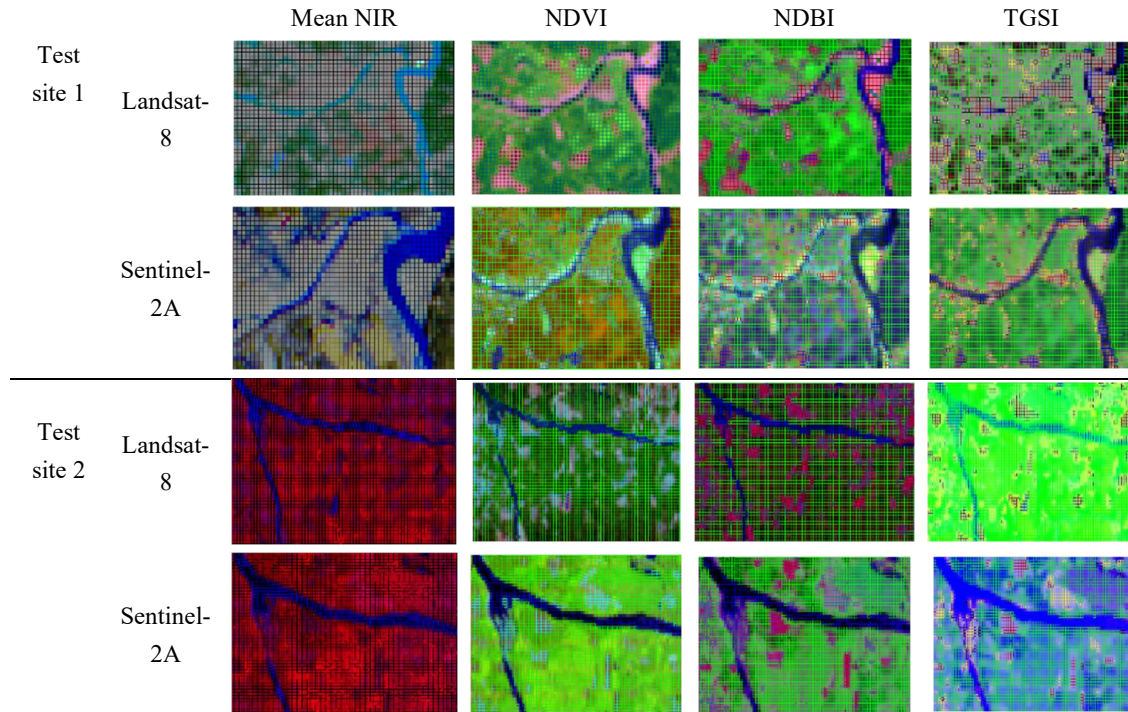 Mean NIR NDVI NDBI TGSI
Test
site 1
Landsat-
8
Sentinel-
2A
Test
site 2
Landsat-
8
Sentinel-
2A